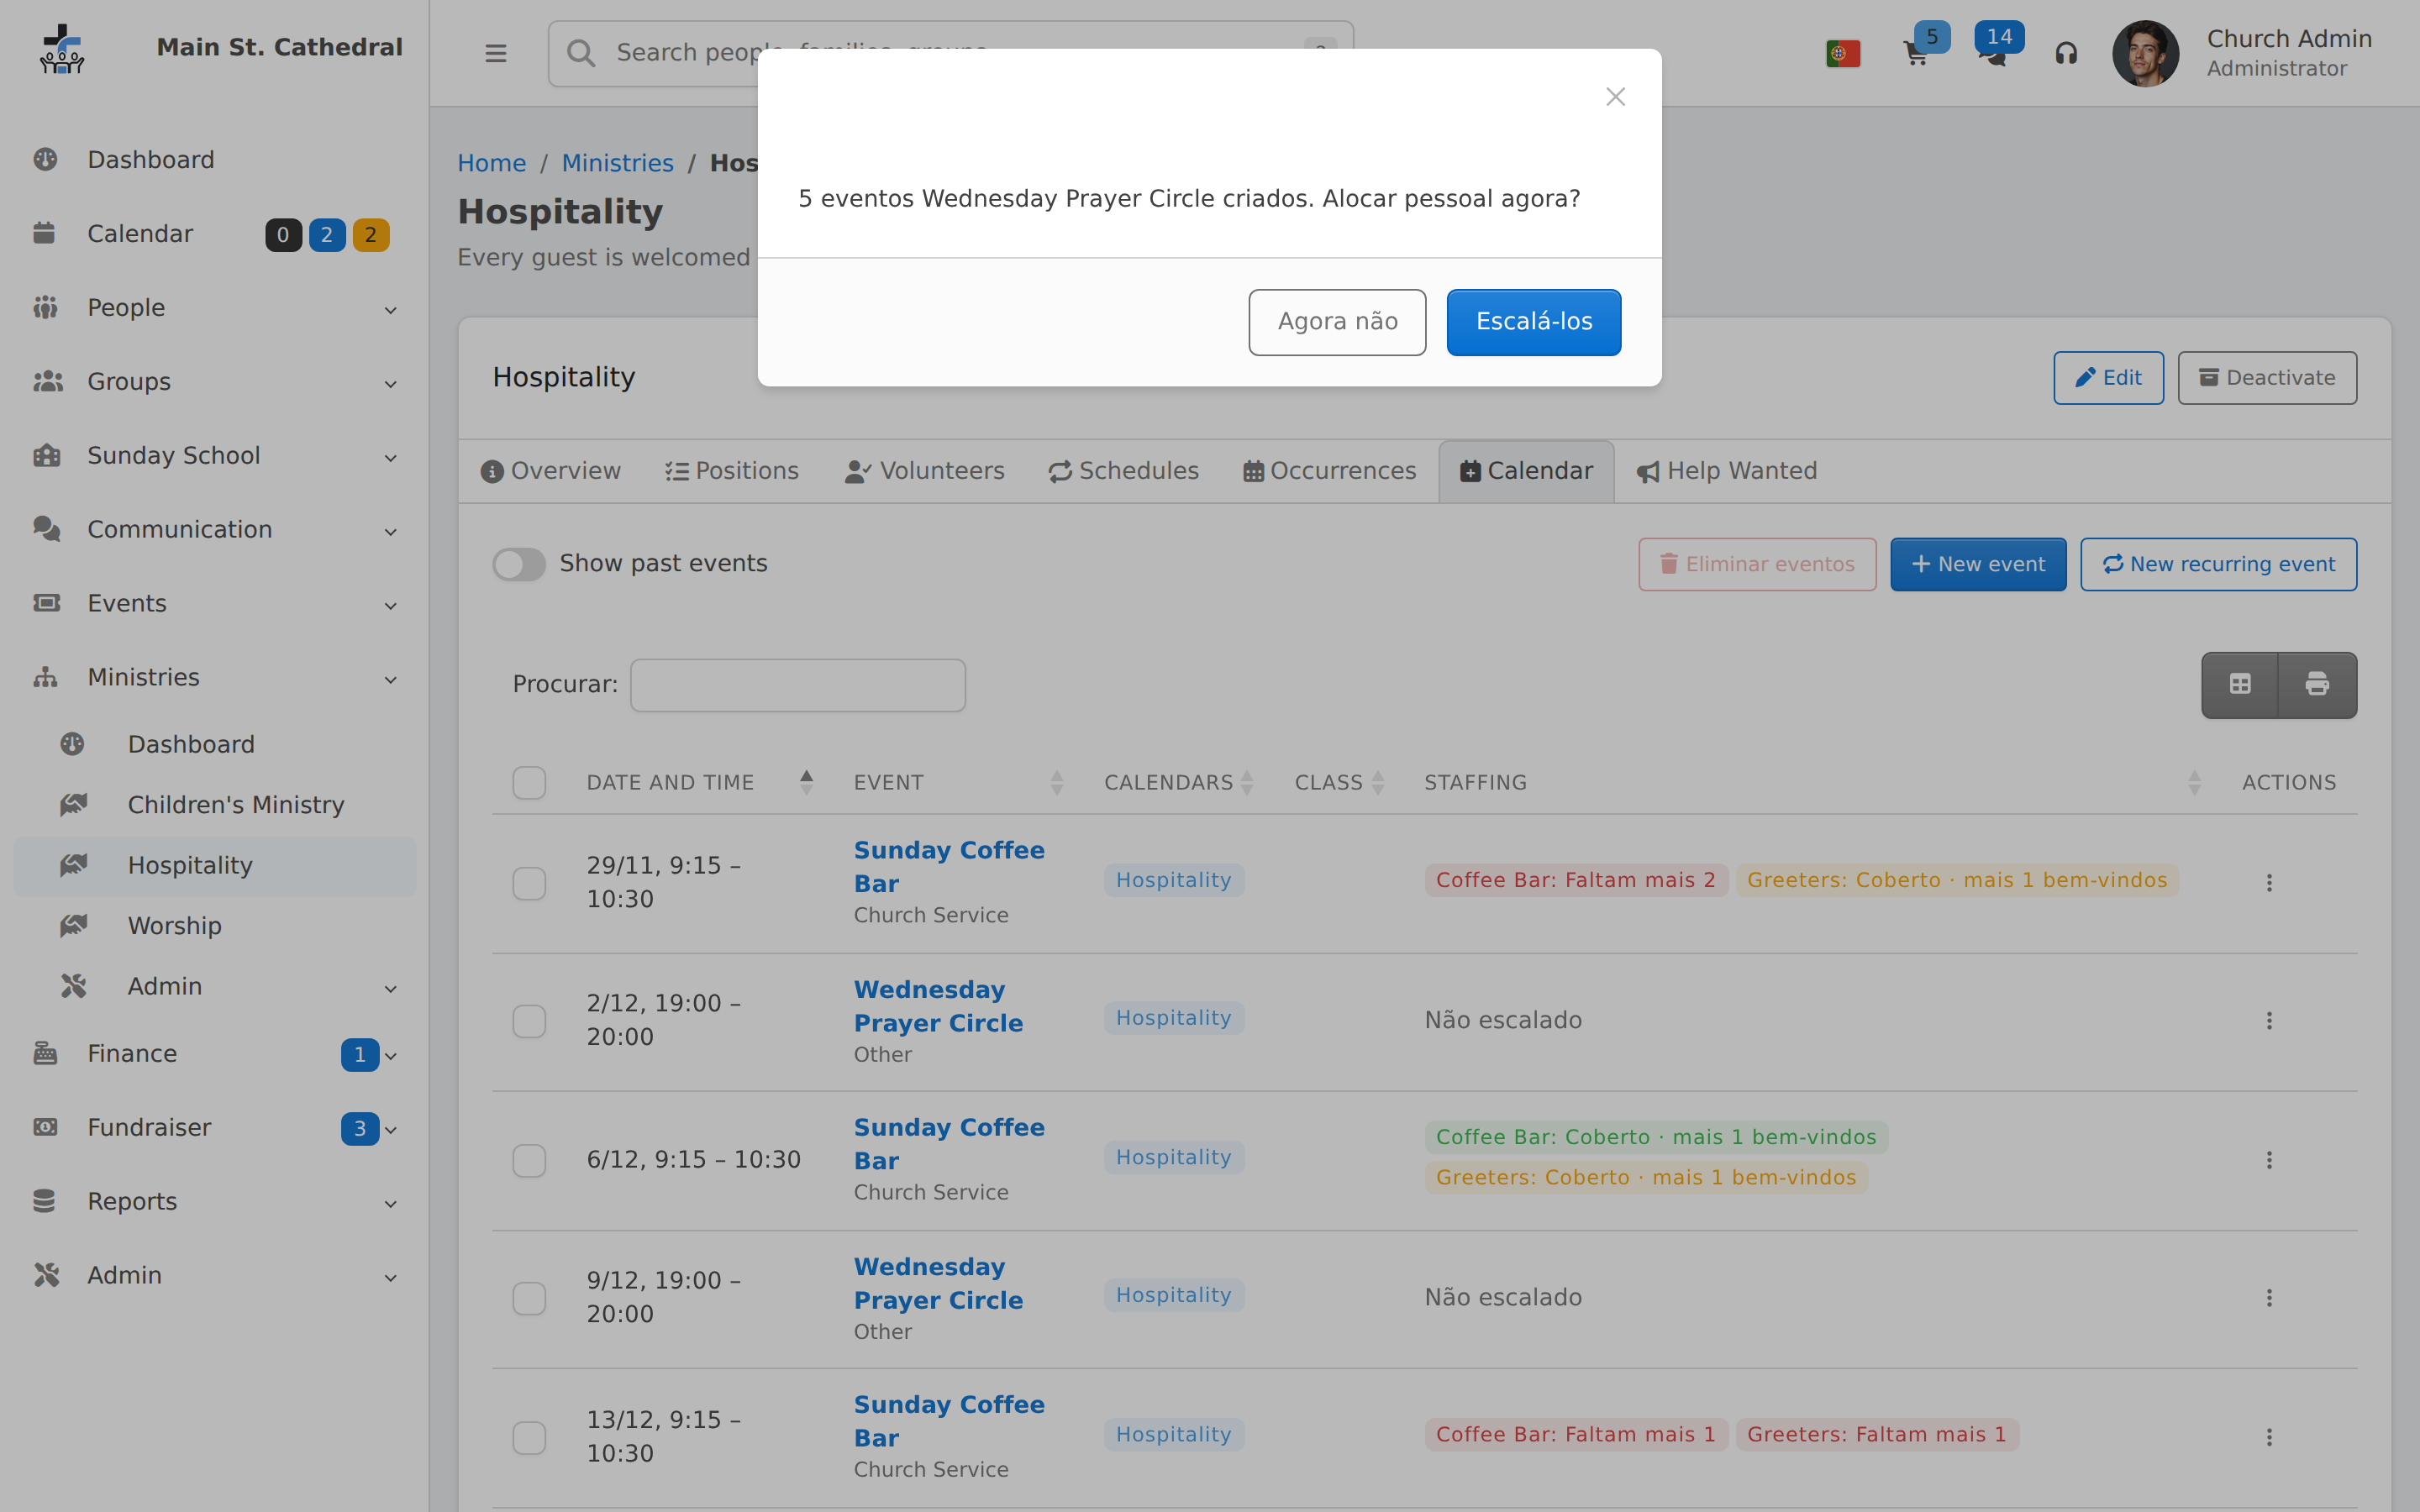 Main St. Cathedral
Search people, families, groups
5
14
Church Admin
Administrator
5 eventos Wednesday Prayer Circle criados. Alocar pessoal agora?
Agora não
Escalá-los
Dashboard
Calendar
0
2
2
People
Groups
Sunday School
Communication
Events
Ministries
Dashboard
Children's Ministry
Hospitality
Worship
Admin
Finance
1
Fundraiser
3
Reports
Admin
Home / Ministries / Hos
Hospitality
Every guest is welcomed
Hospitality
Edit
Deactivate
Overview
Positions
Volunteers
Schedules
Occurrences
Calendar
Help Wanted
Show past events
Eliminar eventos
New event
New recurring event
Procurar:
DATE AND TIME
EVENT
CALENDARS
CLASS
STAFFING
ACTIONS
29/11, 9:15 –
10:30
Sunday Coffee
Bar
Church Service
Hospitality
Coffee Bar: Faltam mais 2
Greeters: Coberto · mais 1 bem-vindos
2/12, 19:00 –
20:00
Wednesday
Prayer Circle
Other
Hospitality
Não escalado
6/12, 9:15 – 10:30
Sunday Coffee
Bar
Church Service
Hospitality
Coffee Bar: Coberto · mais 1 bem-vindos
Greeters: Coberto · mais 1 bem-vindos
9/12, 19:00 –
20:00
Wednesday
Prayer Circle
Other
Hospitality
Não escalado
13/12, 9:15 –
10:30
Sunday Coffee
Bar
Church Service
Hospitality
Coffee Bar: Faltam mais 1
Greeters: Faltam mais 1